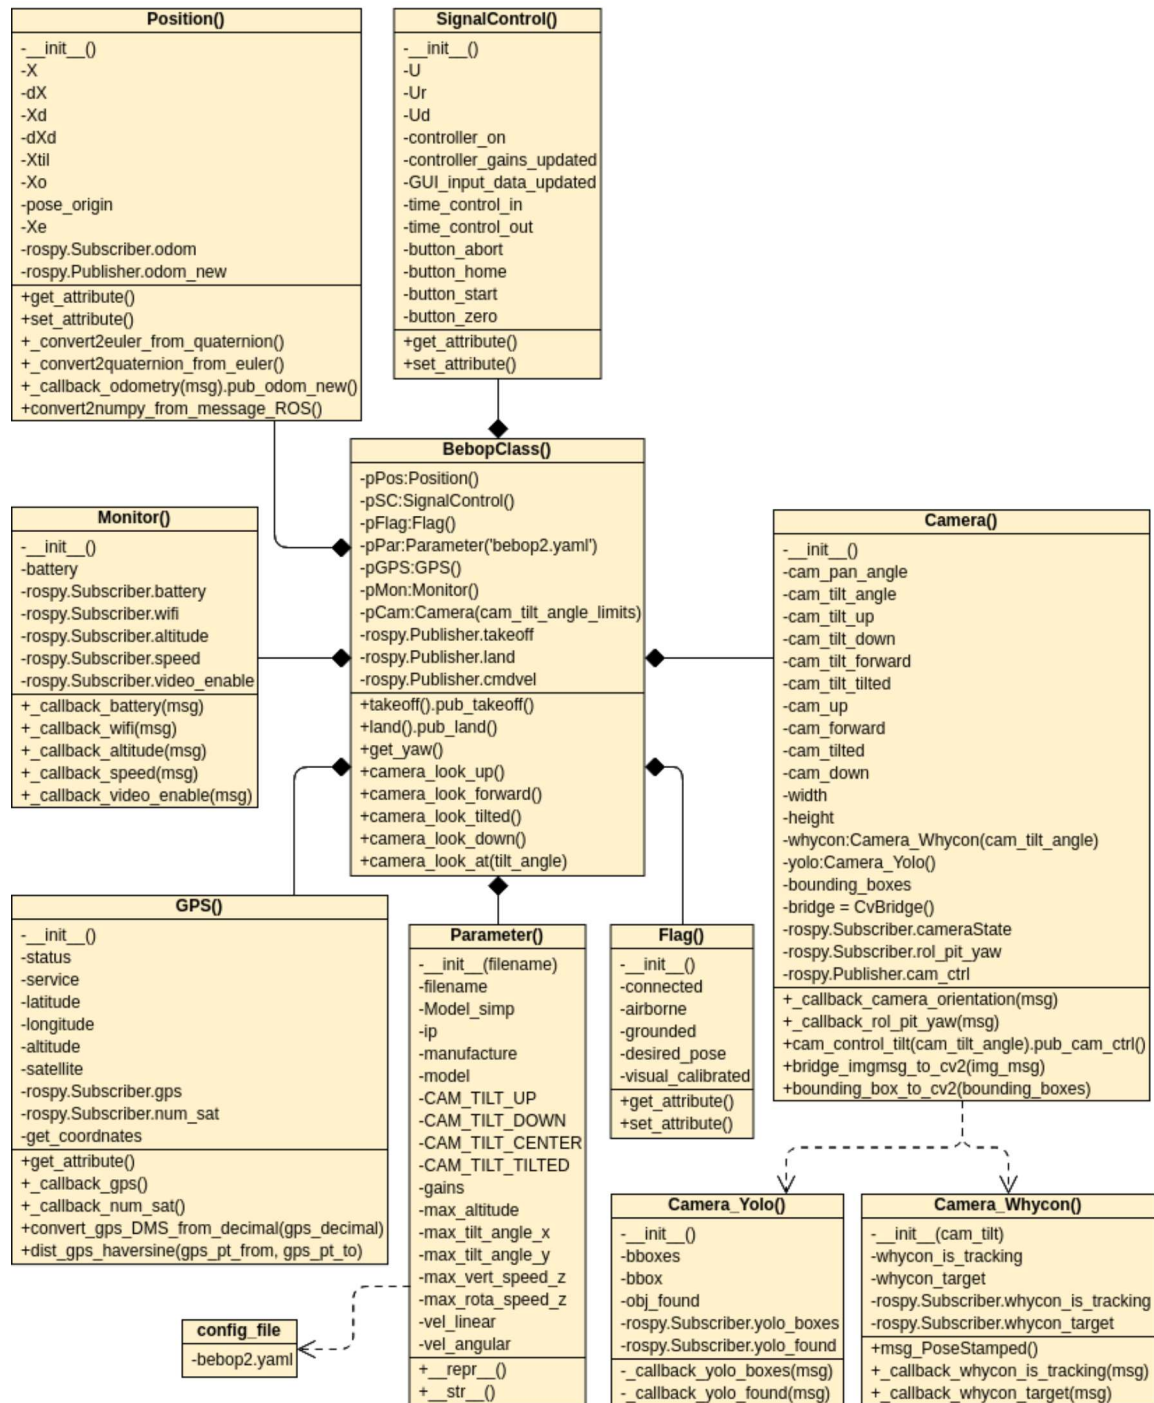 Position()
-__init__()
-X
-dX
-Xd
-dXd
-Xtil
-Xo
-pose_origin
-Xe
-rospy.Subscriber.odom
-rospy.Publisher.odom_new
+get_attribute()
+set_attribute()
+_convert2euler_from_quaternion()
+_convert2quaternion_from_euler()
+_callback_odometry(msg).pub_odom_new()
+convert2numpy_from_message_ROS()
SignalControl()
-__init__()
-U
-Ur
-Ud
-controller_on
-controller_gains_updated
-GUI_input_data_updated
-time_control_in
-time_control_out
-button_abort
-button_home
-button_start
-button_zero
+get_attribute()
+set_attribute()
BebopClass()
-pPos:Position()
-pSC:SignalControl()
-pFlag:Flag()
-pPar:Parameter('bebop2.yaml')
-pGPS:GPS()
-pMon:Monitor()
-pCam:Camera(cam_tilt_angle_limits)
-rospy.Publisher.takeoff
-rospy.Publisher.land
-rospy.Publisher.cmdvel
+takeoff().pub_takeoff()
+land().pub_land()
+get_yaw()
+camera_look_up()
+camera_look_forward()
+camera_look_tilted()
+camera_look_down()
+camera_look_at(tilt_angle)
Monitor()
-__init__()
-battery
-rospy.Subscriber.battery
-rospy.Subscriber.wifi
-rospy.Subscriber.altitude
-rospy.Subscriber.speed
-rospy.Subscriber.video_enable
+_callback_battery(msg)
+_callback_wifi(msg)
+_callback_altitude(msg)
+_callback_speed(msg)
+_callback_video_enable(msg)
Camera()
-__init__()
-cam_pan_angle
-cam_tilt_angle
-cam_tilt_up
-cam_tilt_down
-cam_tilt_forward
-cam_tilt_tilted
-cam_up
-cam_forward
-cam_tilted
-cam_down
-width
-height
-whycon:Camera_Whycon(cam_tilt_angle)
-yolo:Camera_Yolo()
-bounding_boxes
-bridge = CvBridge()
-rospy.Subscriber.cameraState
-rospy.Subscriber.rol_pit_yaw
-rospy.Publisher.cam_ctrl
+_callback_camera_orientation(msg)
+_callback_rol_pit_yaw(msg)
+cam_control_tilt(cam_tilt_angle).pub_cam_ctrl()
+bridge_imgmsg_to_cv2(img_msg)
+bounding_box_to_cv2(bounding_boxes)
GPS()
-__init__()
-status
-service
-latitude
-longitude
-altitude
-satellite
-rospy.Subscriber.gps
-rospy.Subscriber.num_sat
-get_coordnates
+get_attribute()
+_callback_gps()
+_callback_num_sat()
+convert_gps_DMS_from_decimal(gps_decimal)
+dist_gps_haversine(gps_pt_from, gps_pt_to)
Parameter()
-__init__(filename)
-filename
-Model_simp
-ip
-manufacture
-model
-CAM_TILT_UP
-CAM_TILT_DOWN
-CAM_TILT_CENTER
-CAM_TILT_TILTED
-gains
-max_altitude
-max_tilt_angle_x
-max_tilt_angle_y
-max_vert_speed_z
-max_rota_speed_z
-vel_linear
-vel_angular
+__repr__()
+__str__()
Flag()
-__init__()
-connected
-airborne
-grounded
-desired_pose
-visual_calibrated
+get_attribute()
+set_attribute()
config_file
-bebop2.yaml
Camera_Yolo()
-__init__()
-bboxes
-bbox
-obj_found
-rospy.Subscriber.yolo_boxes
-rospy.Subscriber.yolo_found
-_callback_yolo_boxes(msg)
-_callback_yolo_found(msg)
Camera_Whycon()
-__init__(cam_tilt)
-whycon_is_tracking
-whycon_target
-rospy.Subscriber.whycon_is_tracking
-rospy.Subscriber.whycon_target
+msg_PoseStamped()
+_callback_whycon_is_tracking(msg)
+_callback_whycon_target(msg)